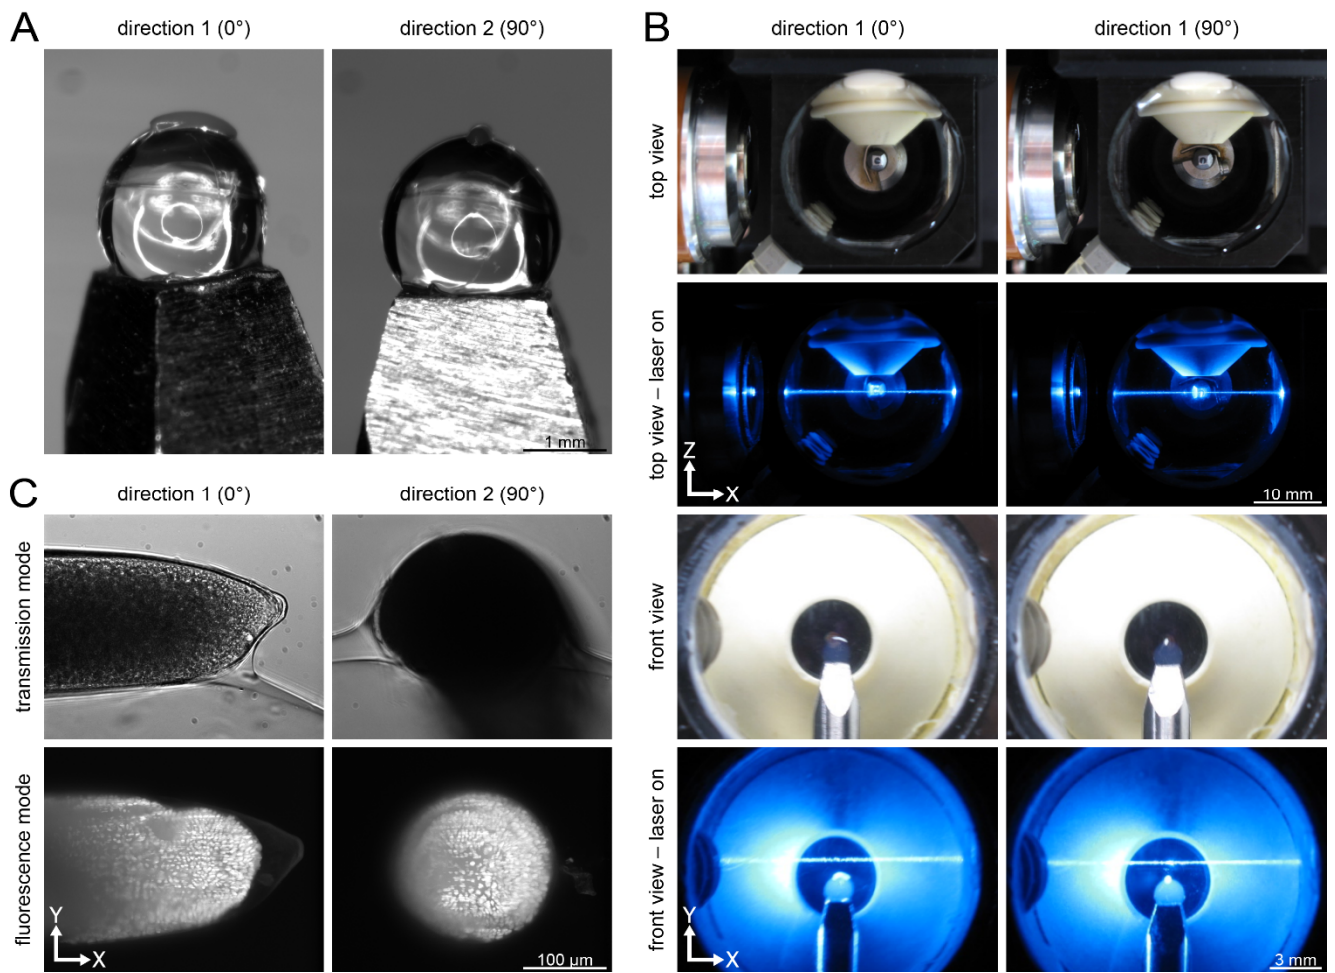 A
direction 1 (0°)
direction 2 (90°)
1 mm
B
direction 1 (0°)
direction 1 (90°)
top view
top view – laser on
Z
X
10 mm
front view
front view – laser on
Y
X
3 mm
C
direction 1 (0°)
direction 2 (90°)
transmission mode
fluorescence mode
Y
X
100 µm